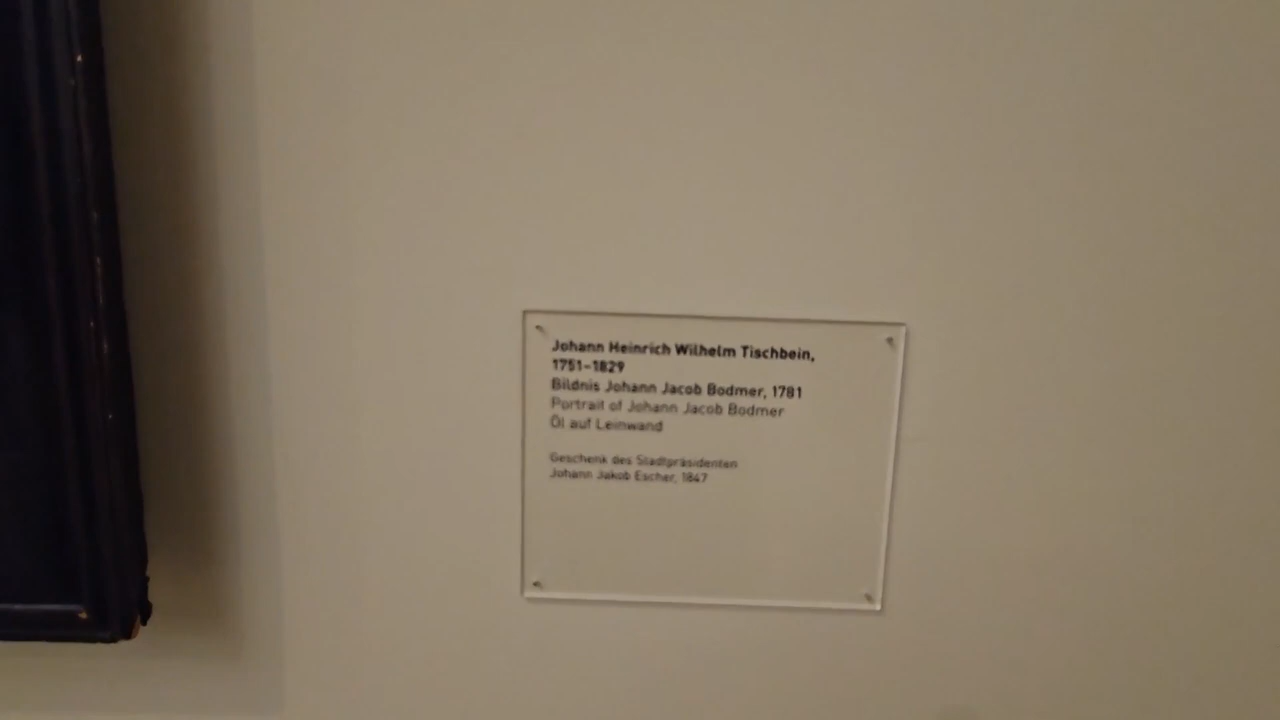 Johann Heinrich Wilhelm Tischbein,
1751–1829
Bildnis Johann Jacob Bodmer, 1781
Portrait of Johann Jacob Bodmer
Öl auf Leinwand
Geschenk des Stadtpräsidenten
Johann Jakob Escher, 1847